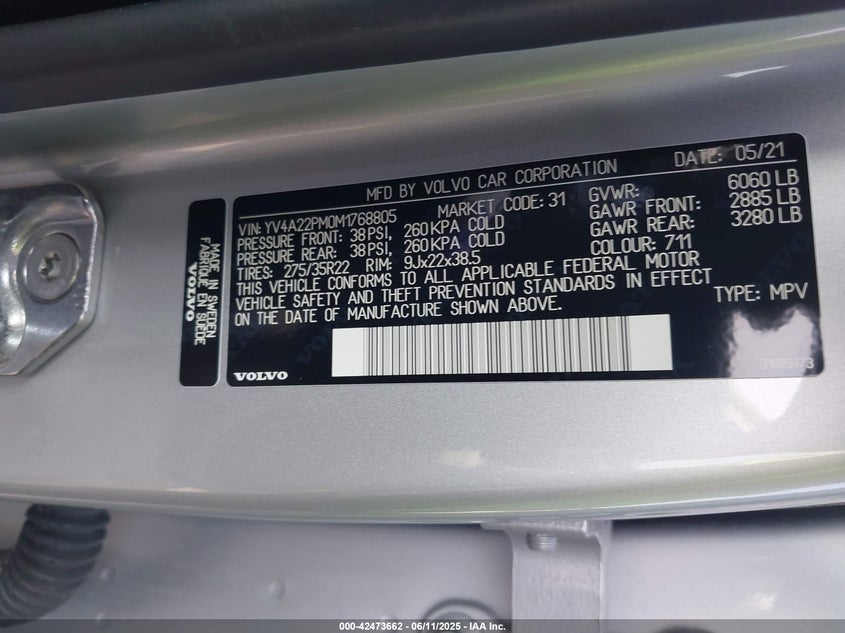 MFD BY VOLVO CAR CORPORATION DATE: 05/21
VIN: YV4A22PM0M1768805 MARKET CODE: 31 GVWR: 6060 LB
PRESSURE FRONT: 38 PSI, 260 KPA COLD GAWR FRONT: 2885 LB
PRESSURE REAR: 38 PSI, 260 KPA COLD GAWR REAR: 3280 LB
TIRES: 275/35R22 RIM: 9Jx22x38.5 COLOUR: 711
THIS VEHICLE CONFORMS TO ALL APPLICABLE FEDERAL MOTOR
VEHICLE SAFETY AND THEFT PREVENTION STANDARDS IN EFFECT
ON THE DATE OF MANUFACTURE SHOWN ABOVE. TYPE: MPV
VOLVO
MADE IN SWEDEN
FABRIQUÉ EN SUÈDE
VOLVO
000-42473662 - 06/11/2025 - IAA Inc.